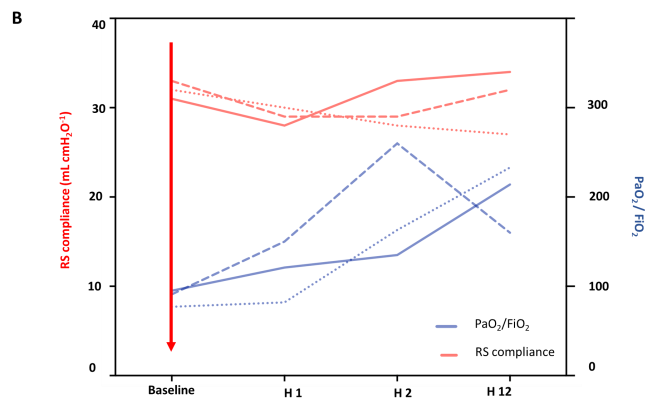 B
40
30
20
10
0
RS compliance (mL cmH₂O⁻¹)
300
200
100
0
PaO₂ / FiO₂
PaO₂/FiO₂
RS compliance
Baseline
H 1
H 2
H 12